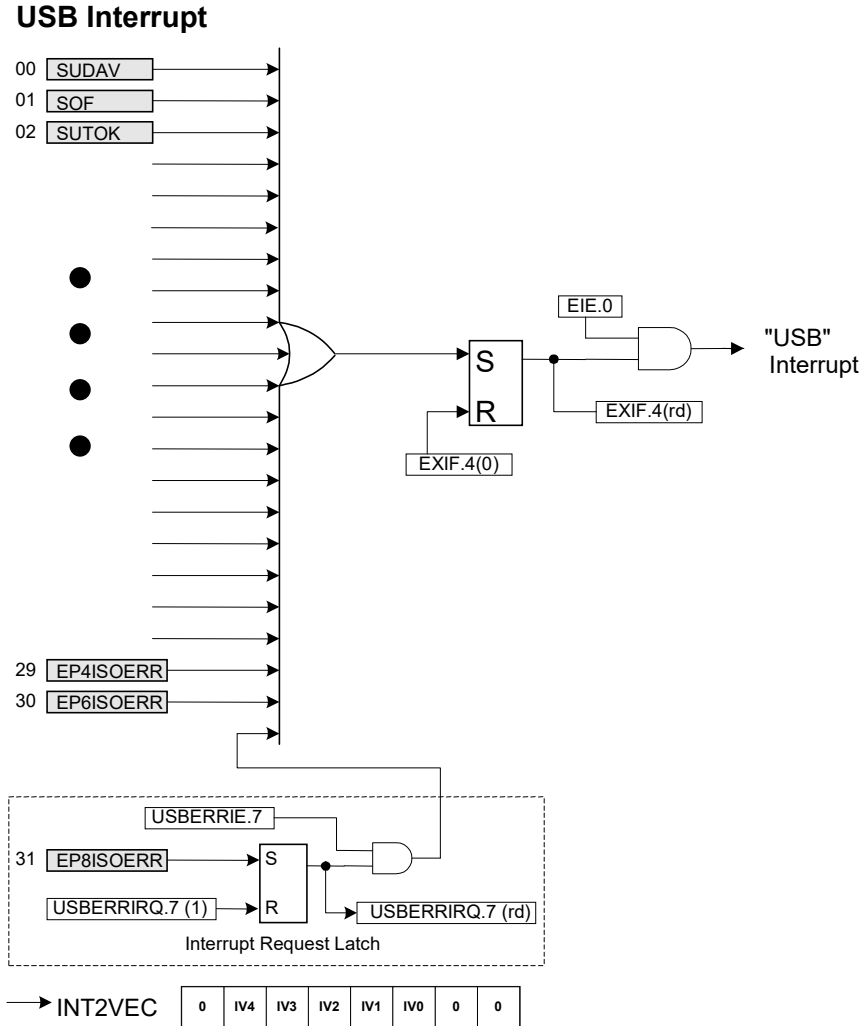 USB Interrupt
00 SUDAV
01 SOF
02 SUTOK
EIE.0
"USB"
Interrupt
S
R
EXIF.4(rd)
EXIF.4(0)
29 EP4ISOERR
30 EP6ISOERR
USBERRIE.7
31 EP8ISOERR
S
R
USBERRIRQ.7 (1)
USBERRIRQ.7 (rd)
Interrupt Request Latch
INT2VEC 0 IV4 IV3 IV2 IV1 IV0 0 0